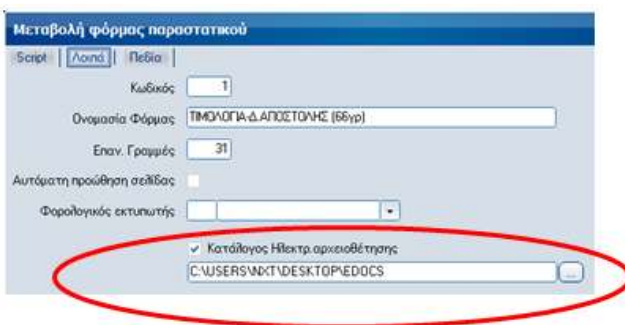 Μεταβολή φόρμας παραστατικού
Script Λοιπά Πεδία
Κωδικός 1
Ονομασία Φόρμας ΤΙΜΟΛΟΓΙΑ-Δ.ΑΠΟΣΤΟΛΗΣ (66γρ)
Επαν. Γραμμές 31
Αυτόματη προώθηση σελίδας
Φορολογικός εκτυπωτής
Κατάλογος Ηλεκτρ.αρχειοθέτησης
C:\USERS\NXT\DESKTOP\EDOCS ...